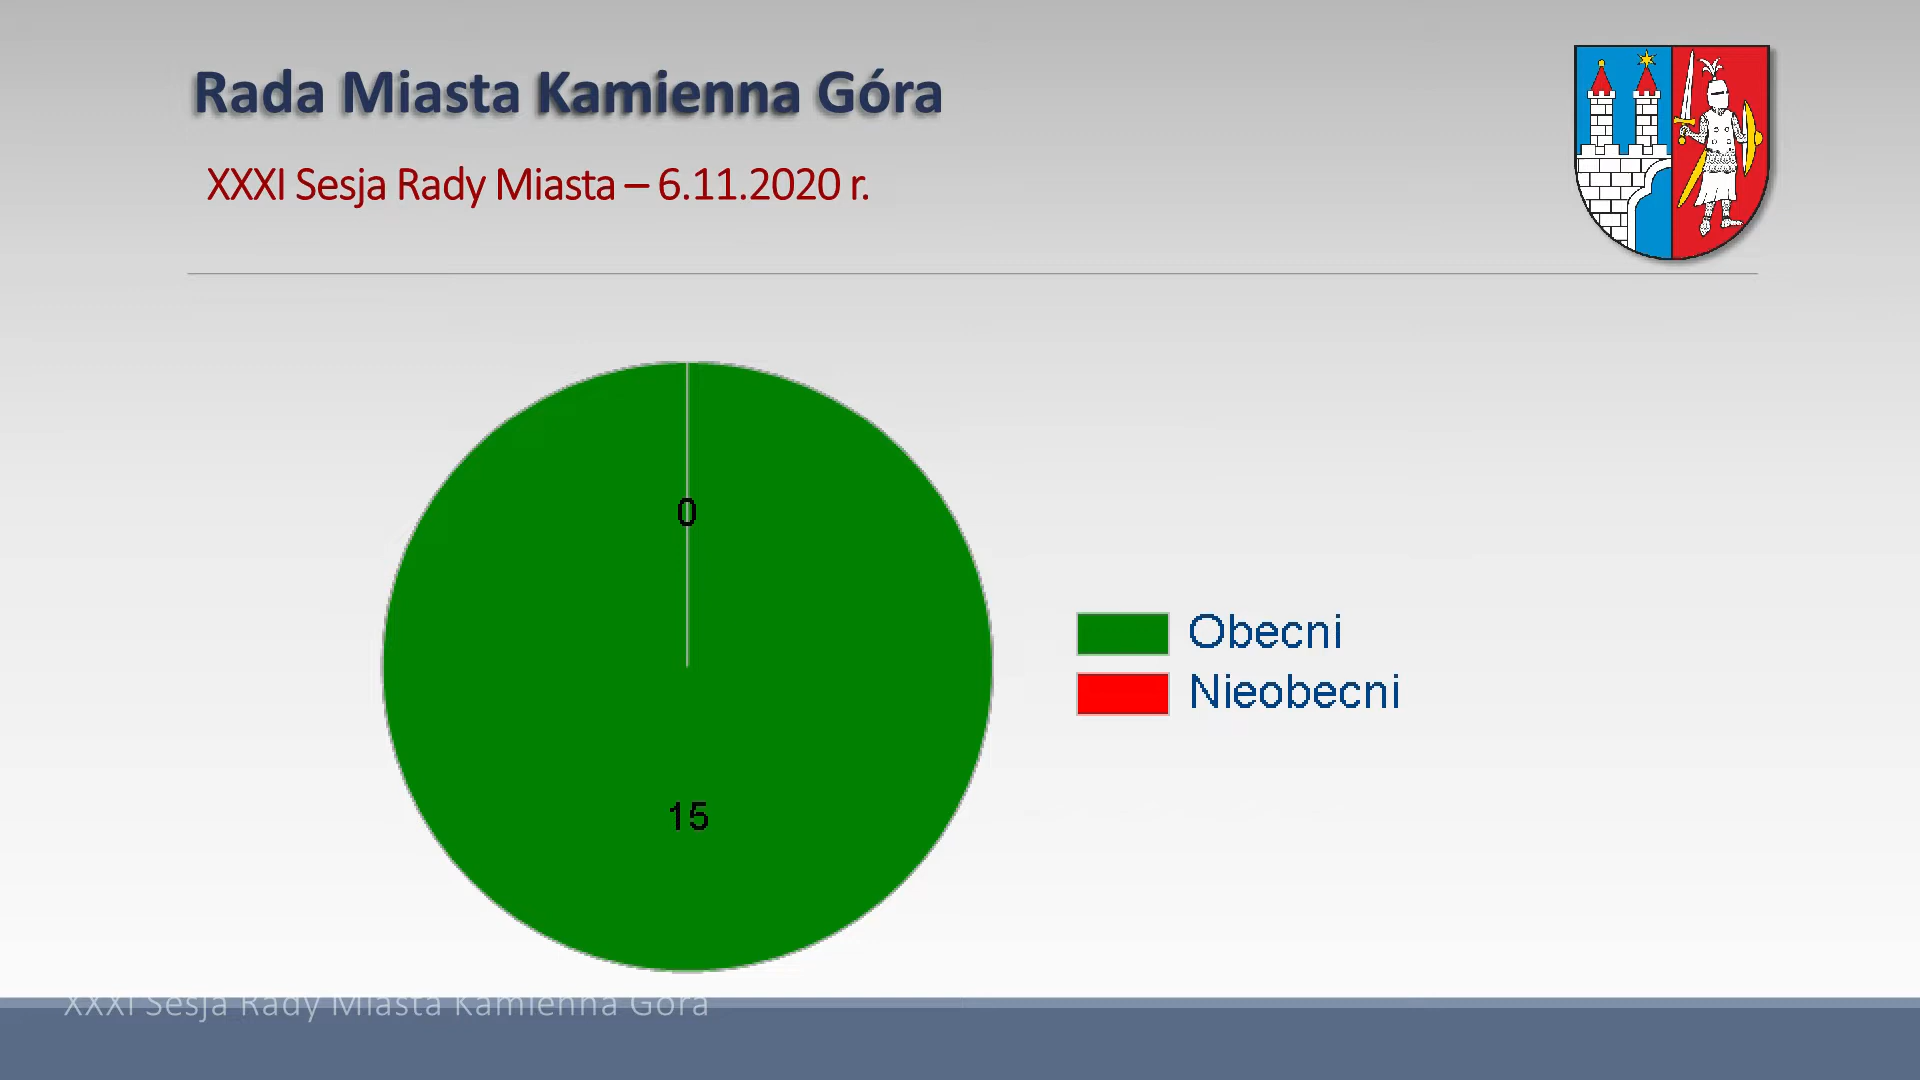 Rada Miasta Kamienna Góra
XXXI Sesja Rady Miasta – 6.11.2020 r.
0
15
Obecni
Nieobecni
XXXI Sesja Rady Miasta Kamienna Góra